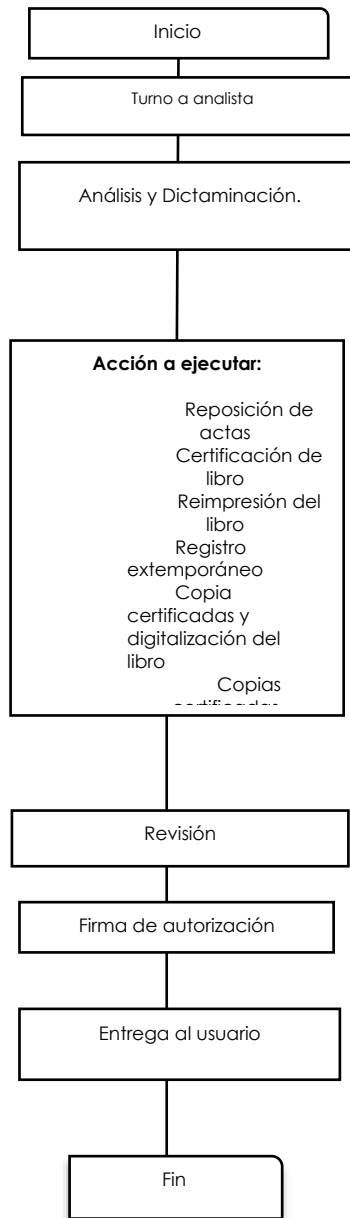 Inicio
Turno a analista
Análisis y Dictaminación.
Acción a ejecutar:
Reposición de
actas
Certificación de
libro
Reimpresión del
libro
Registro
extemporáneo
Copia
certificadas y
digitalización del
libro
Copias
Revisión
Firma de autorización
Entrega al usuario
Fin